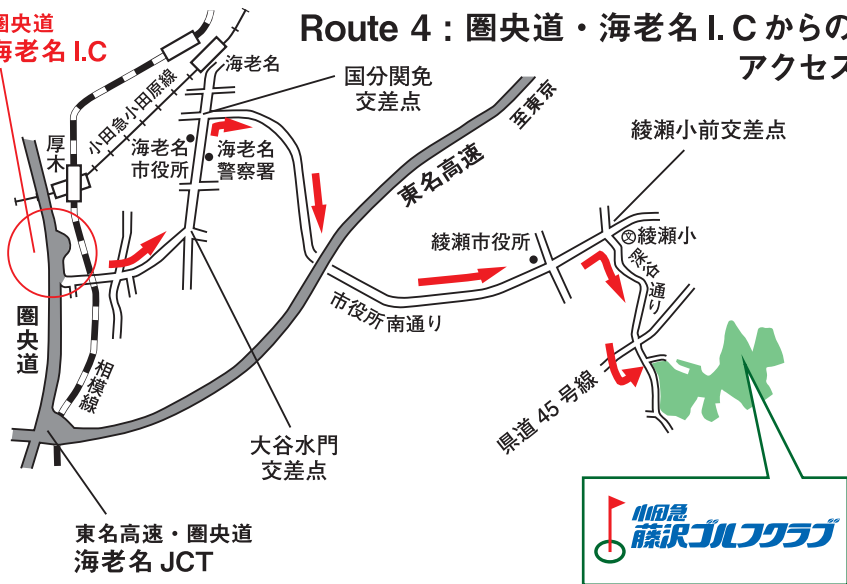 Route 4 : 圏央道・海老名 I. C からの
アクセス
圏央道
海老名 I.C
海老名
小田急小田原線
厚木
国分関免
交差点
海老名
市役所
海老名
警察署
至東京
東名高速
綾瀬小前交差点
綾瀬市役所
綾瀬小
深谷通り
市役所南通り
圏央道
相模線
県道 45 号線
大谷水門
交差点
東名高速・圏央道
海老名 JCT
小田急
藤沢ゴルフクラブ